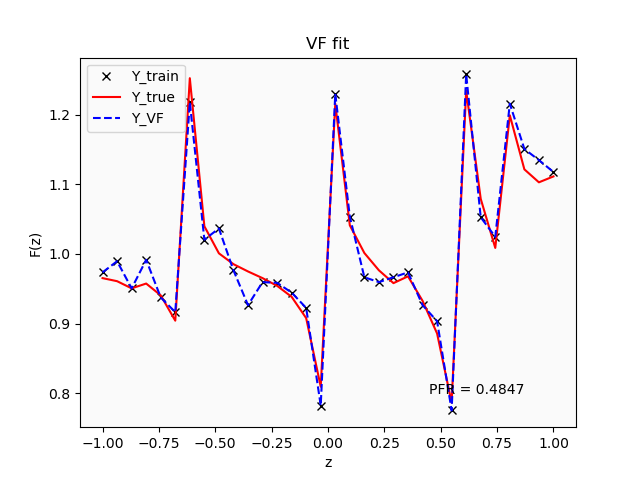 VF fit
Y_train
Y_true
Y_VF
1.2
1.1
1.0
0.9
0.8
F(z)
PFR = 0.4847
−1.00 −0.75 −0.50 −0.25 0.00 0.25 0.50 0.75 1.00
z